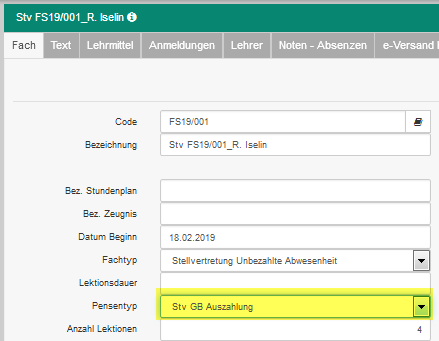 Stv FS19/001_R. Iselin
Fach Text Lehrmittel Anmeldungen Lehrer Noten - Absenzen e-Versand
Code FS19/001
Bezeichnung Stv FS19/001_R. Iselin
Bez. Stundenplan
Bez. Zeugnis
Datum Beginn 18.02.2019
Fachtyp Stellvertretung Unbezahlte Abwesenheit
Lektionsdauer
Pensentyp Stv GB Auszahlung
Anzahl Lektionen 4